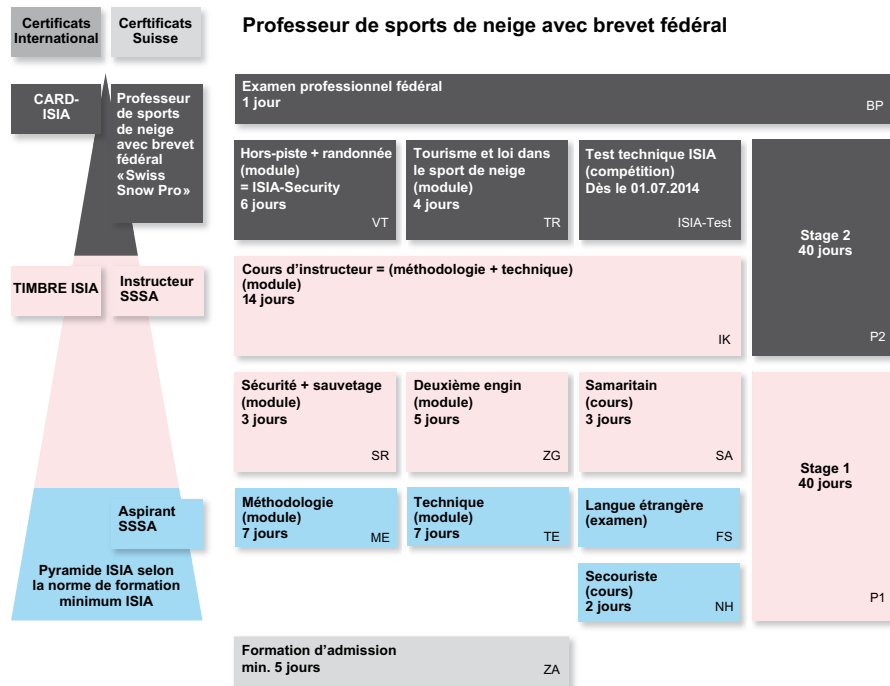 Certificats
International
Cerftificats
Suisse
Professeur de sports de neige avec brevet fédéral
CARD-
ISIA
Professeur
de sports
de neige
avec brevet
fédéral
«Swiss
Snow Pro»
Examen professionnel fédéral
1 jour
BP
Hors-piste + randonnée
(module)
= ISIA-Security
6 jours
VT
Tourisme et loi dans
le sport de neige
(module)
4 jours
TR
Test technique ISIA
(compétition)
Dès le 01.07.2014
ISIA-Test
Stage 2
40 jours
P2
TIMBRE ISIA
Instructeur
SSSA
Cours d'instructeur = (méthodologie + technique)
(module)
14 jours
IK
Sécurité + sauvetage
(module)
3 jours
SR
Deuxième engin
(module)
5 jours
ZG
Samaritain
(cours)
3 jours
SA
Stage 1
40 jours
P1
Aspirant
SSSA
Méthodologie
(module)
7 jours
ME
Technique
(module)
7 jours
TE
Langue étrangère
(examen)
FS
Pyramide ISIA selon
la norme de formation
minimum ISIA
Secouriste
(cours)
2 jours
NH
Formation d'admission
min. 5 jours
ZA